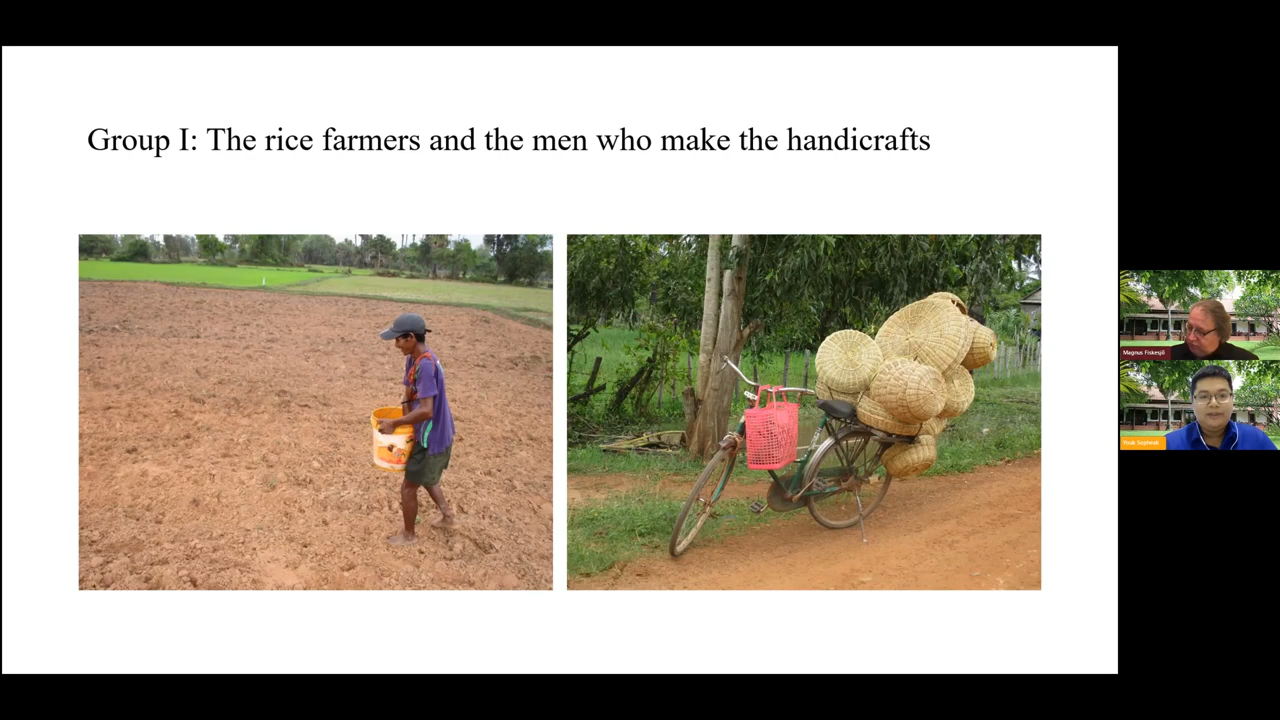 Group I: The rice farmers and the men who make the handicrafts
Magnus Fiskesjö
Youk Sopheak